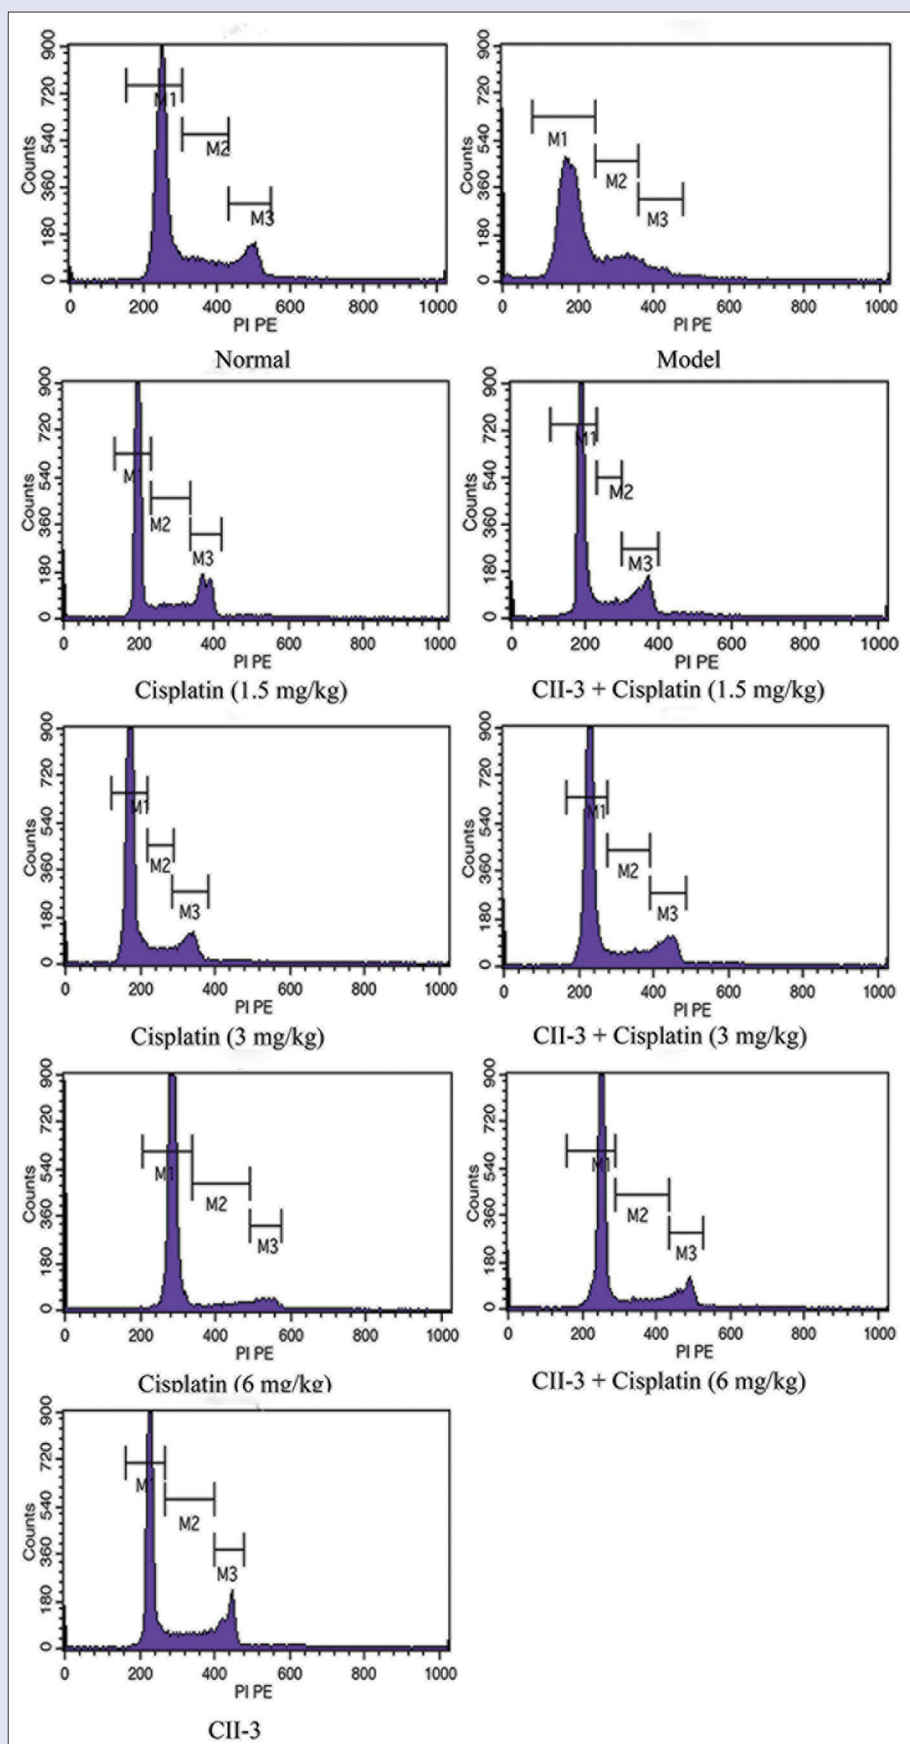 900
720
540
360
180
0
Counts
M1
M2
M3
0 200 400 600 800 1000
PI PE
Normal
900
720
540
360
180
0
Counts
M1
M2
M3
0 200 400 600 800 1000
PI PE
Model
900
720
540
360
180
0
Counts
M2
M3
0 200 400 600 800 1000
PI PE
Cisplatin (1.5 mg/kg)
900
720
540
360
180
0
Counts
M1
M2
M3
0 200 400 600 800 1000
PI PE
CII-3 + Cisplatin (1.5 mg/kg)
900
720
540
360
180
0
Counts
M1
M2
M3
0 200 400 600 800 1000
PI PE
Cisplatin (3 mg/kg)
900
720
540
360
180
0
Counts
M1
M2
M3
0 200 400 600 800 1000
PI PE
CII-3 + Cisplatin (3 mg/kg)
900
720
540
360
180
0
Counts
M1
M2
M3
0 200 400 600 800 1000
PI PE
Cisplatin (6 mg/kg)
900
720
540
360
180
0
Counts
M1
M2
M3
0 200 400 600 800 1000
PI PE
CII-3 + Cisplatin (6 mg/kg)
900
720
540
360
180
0
Counts
M2
M3
0 200 400 600 800 1000
PI PE
CII-3